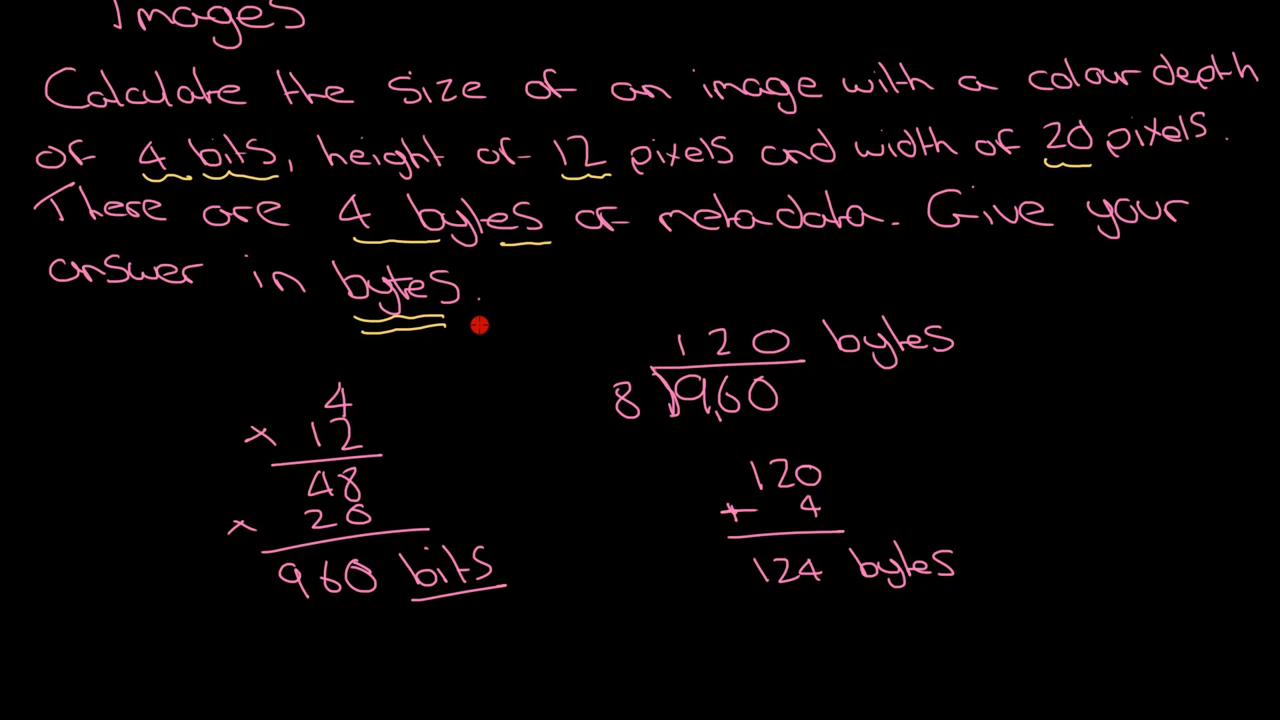 Images
Calculate the size of an image with a colour depth
of 4 bits, height of 12 pixels and width of 20 pixels.
There are 4 bytes of metadata. Give your
answer in bytes.
4
× 12
48
× 20
960 bits
120 bytes
8 960
120
+ 4
124 bytes